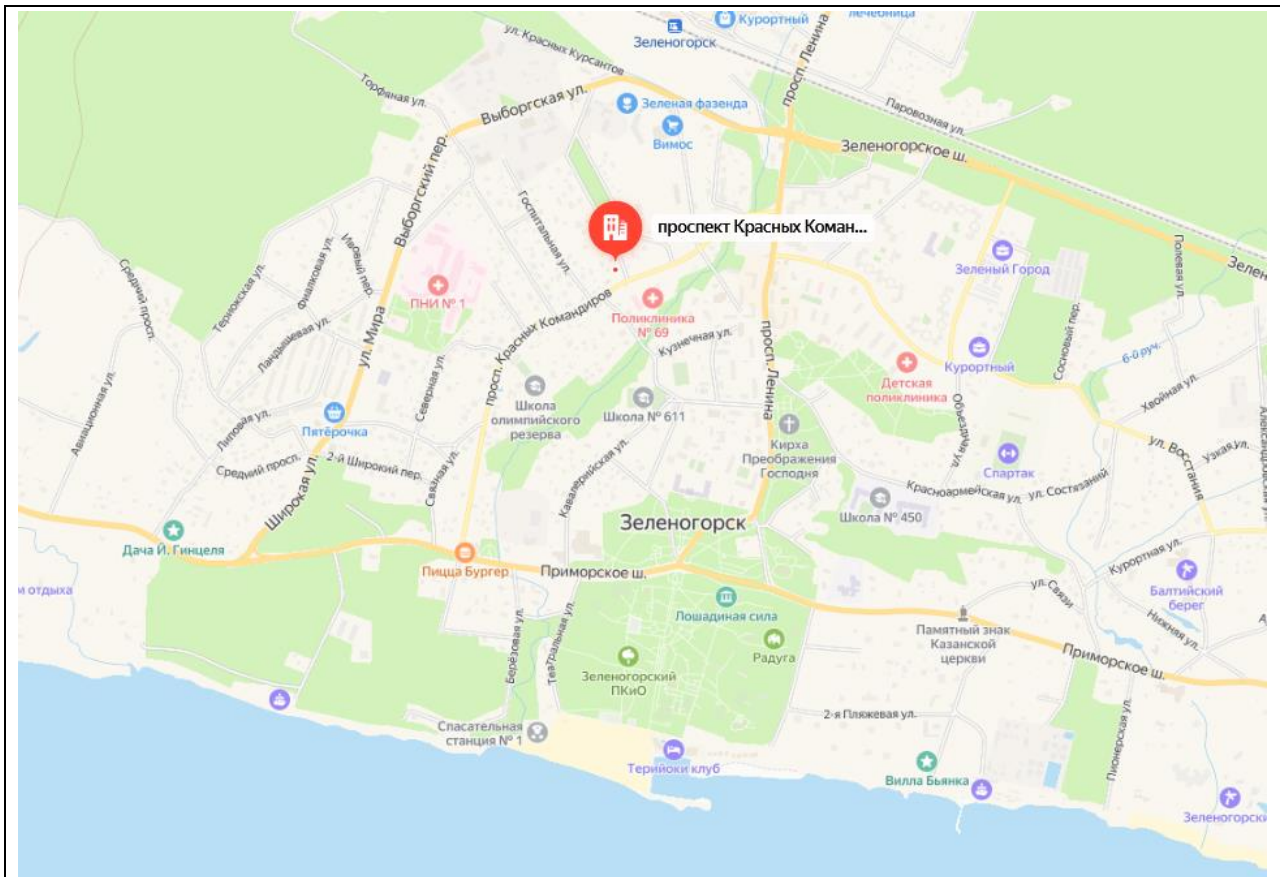 Курортный
лечебница
Зеленогорск
ул. Красных Курсантов
просп. Ленина
Торфяная ул.
Выборгская ул.
Зеленая фазенда
Вимос
Паровозная ул.
Зеленогорское ш.
Выборгский пер.
Госпитальная ул.
проспект Красных Коман...
Полевая ул.
Зелен
Зеленый Город
Средний просп.
Териокская ул.
Фиалковая ул.
Ивовый пер.
ПНИ № 1
Поликлиника
№ 69
Ландышевая ул.
ул. Мира
просп. Красных Командиров
Кузнечная ул.
просп. Ленина
Сосновый пер.
6-й руч.
Курортный
Детская
поликлиника
Хвойная ул.
Авиационная ул.
Северная ул.
Школа
олимпийского
резерва
Школа № 611
Липовая ул.
Пятёрочка
Кирха
Преображения
Господня
Объездная ул.
Александровская ул.
Узкая ул.
ул. Восстания
Средний просп.
2-й Широкий пер.
Связная ул.
Кавалерийская ул.
Спартак
Красноармейская ул.
ул. Состязаний
Широкая ул.
Зеленогорск
Школа № 450
Дача Й. Гинцеля
Пицца Бургер
Приморское ш.
Курортная ул.
м отдыха
ул. Связи
Балтийский
берег
Лошадиная сила
Памятный знак
Казанской
церкви
Нижняя ул.
А
Берёзовая ул.
Театральная ул.
Радуга
Приморское ш.
Зеленогорский
ПКиО
2-я Пляжевая ул.
Спасательная
станция № 1
Пионерская ул.
Терийоки клуб
Вилла Бьянка
Зеленогорски